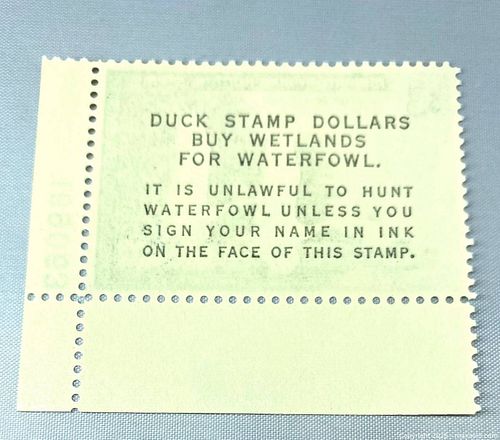 DUCK STAMP DOLLARS
BUY WETLANDS
FOR WATERFOWL.
IT IS UNLAWFUL TO HUNT
WATERFOWL UNLESS YOU
SIGN YOUR NAME IN INK
ON THE FACE OF THIS STAMP.